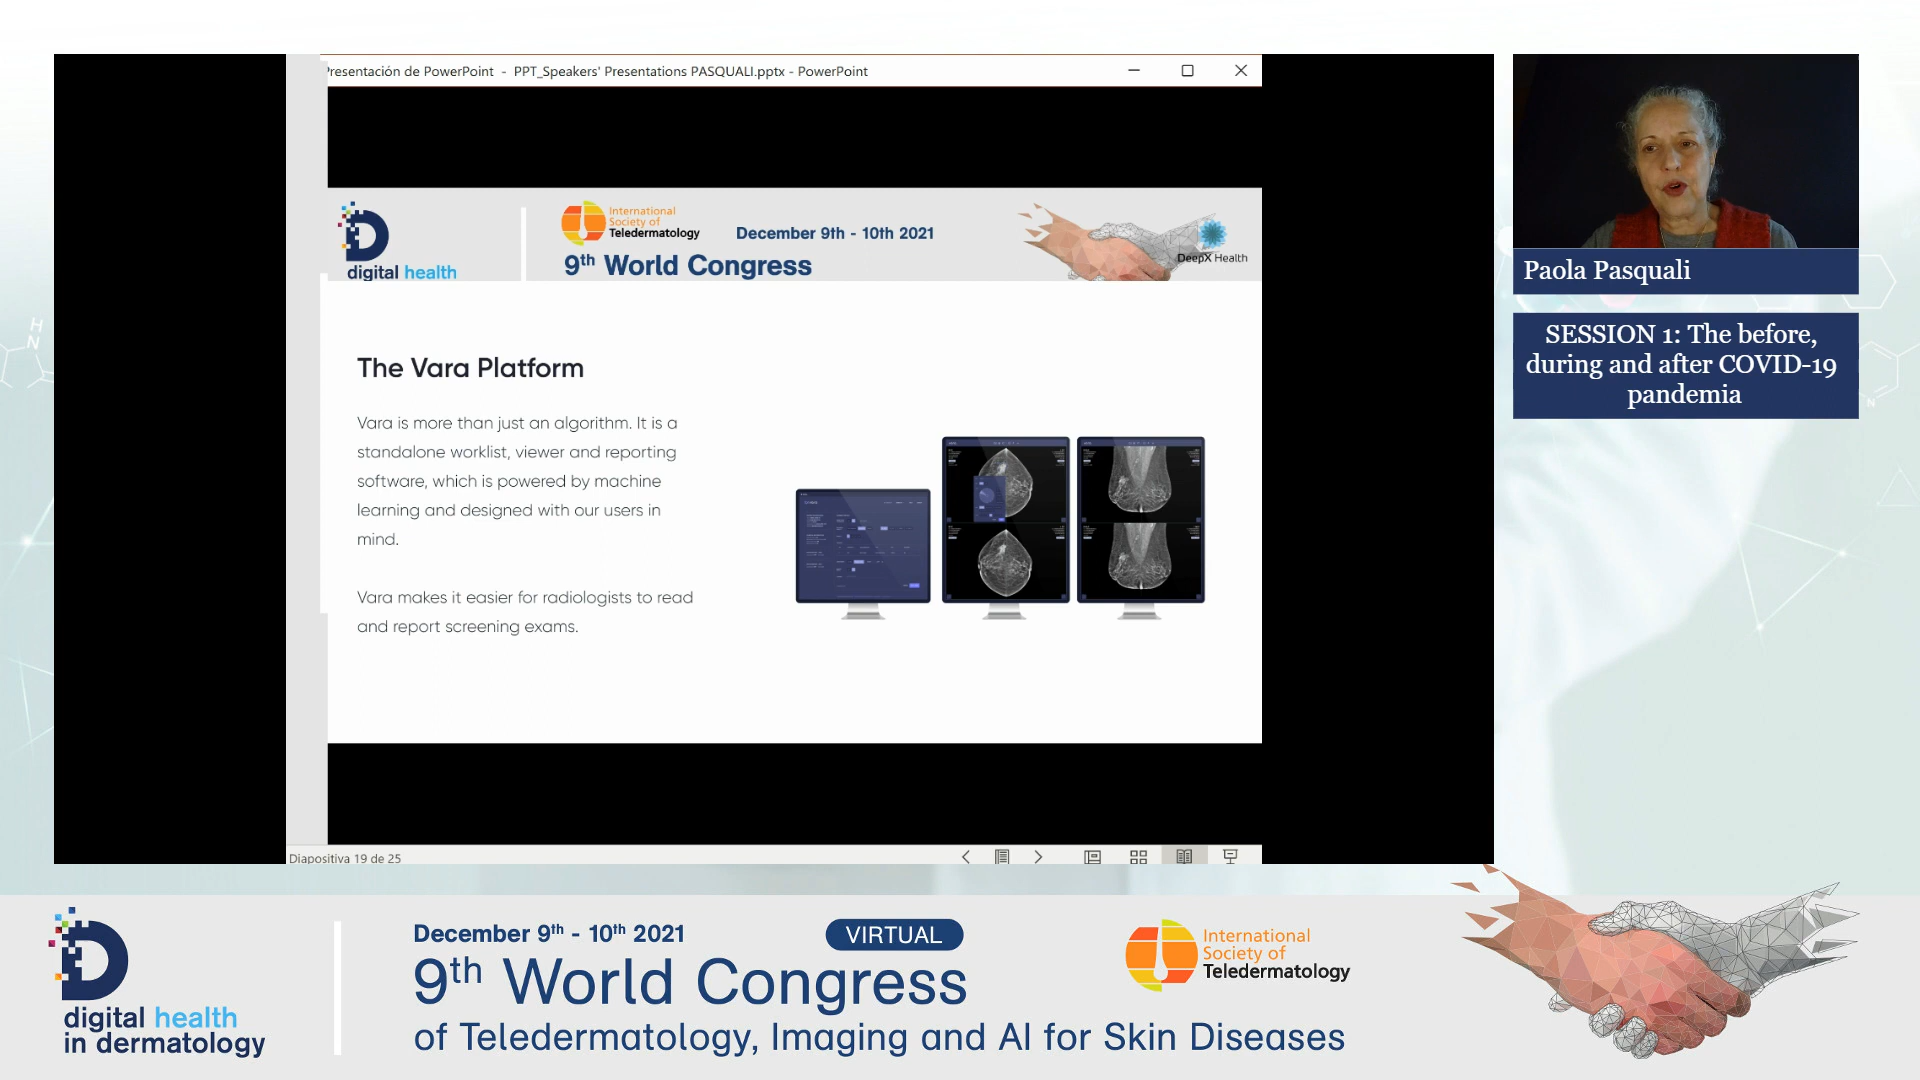 Presentación de PowerPoint - PPT_Speakers' Presentations PASQUALI.pptx - PowerPoint
digital health
International
Society of
Teledermatology
December 9th - 10th 2021
9th World Congress
DeepX Health
The Vara Platform
Vara is more than just an algorithm. It is a
standalone worklist, viewer and reporting
software, which is powered by machine
learning and designed with our users in
mind.
Vara makes it easier for radiologists to read
and report screening exams.
Diapositiva 19 de 25
Paola Pasquali
SESSION 1: The before,
during and after COVID-19
pandemia
H
N
N
digital health
in dermatology
December 9th - 10th 2021
VIRTUAL
9th World Congress
of Teledermatology, Imaging and AI for Skin Diseases
International
Society of
Teledermatology